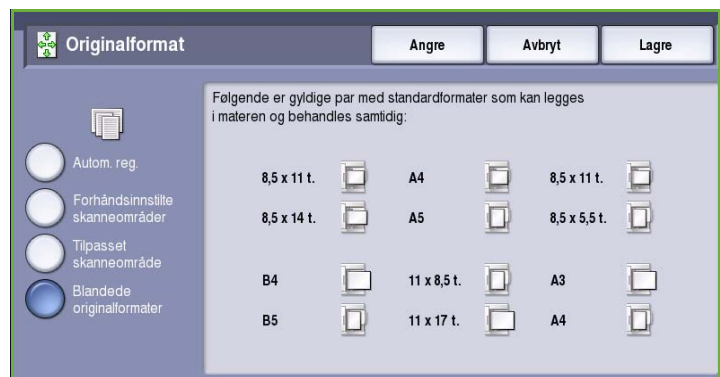 Originalformat
Angre
Avbryt
Lagre
Følgende er gyldige par med standardformater som kan legges
i materen og behandles samtidig:
Autom. reg.
Forhåndsinnstilte
skanneområder
Tilpasset
skanneområde
Blandede
originalformater
8,5 x 11 t.
A4
8,5 x 11 t.
8,5 x 14 t.
A5
8,5 x 5,5 t.
B4
11 x 8,5 t.
A3
B5
11 x 17 t.
A4